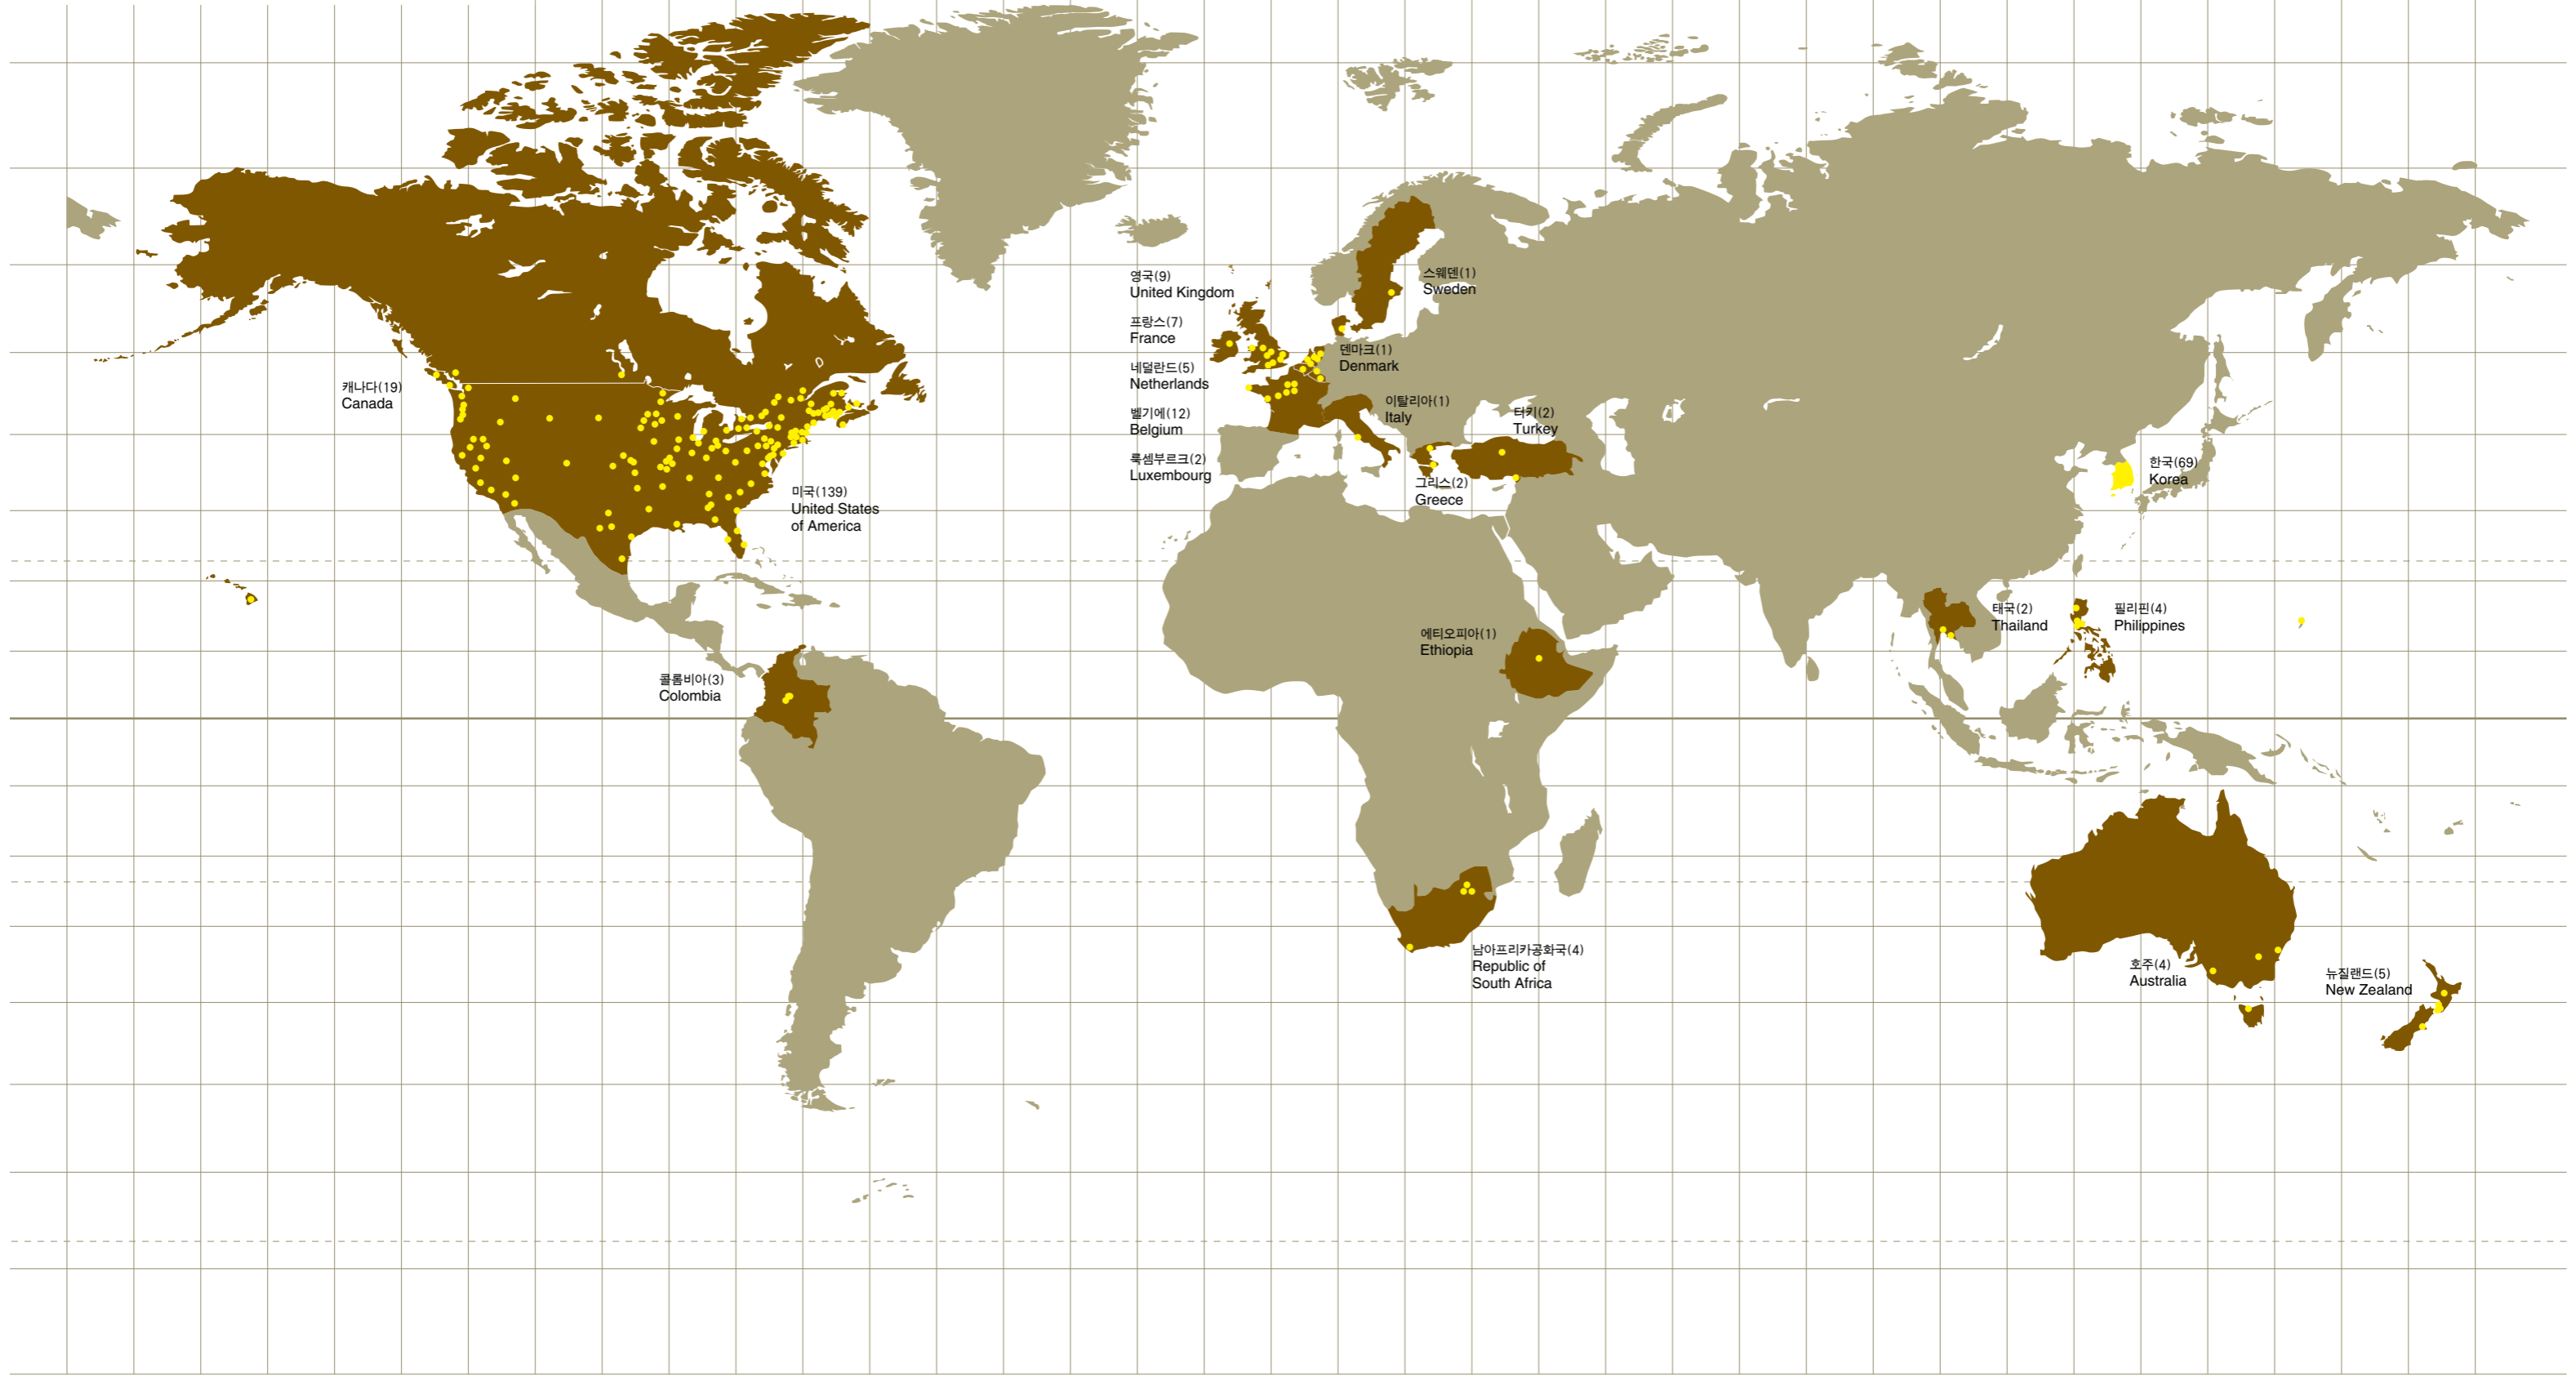 영국(9)
United Kingdom
프랑스(7)
France
네덜란드(5)
Netherlands
벨기에(12)
Belgium
룩셈부르크(2)
Luxembourg
스웨덴(1)
Sweden
덴마크(1)
Denmark
이탈리아(1)
Italy
터키(2)
Turkey
그리스(2)
Greece
캐나다(19)
Canada
미국(139)
United States
of America
한국(69)
Korea
콜롬비아(3)
Colombia
에티오피아(1)
Ethiopia
태국(2)
Thailand
필리핀(4)
Philippines
남아프리카공화국(4)
Republic of
South Africa
호주(4)
Australia
뉴질랜드(5)
New Zealand